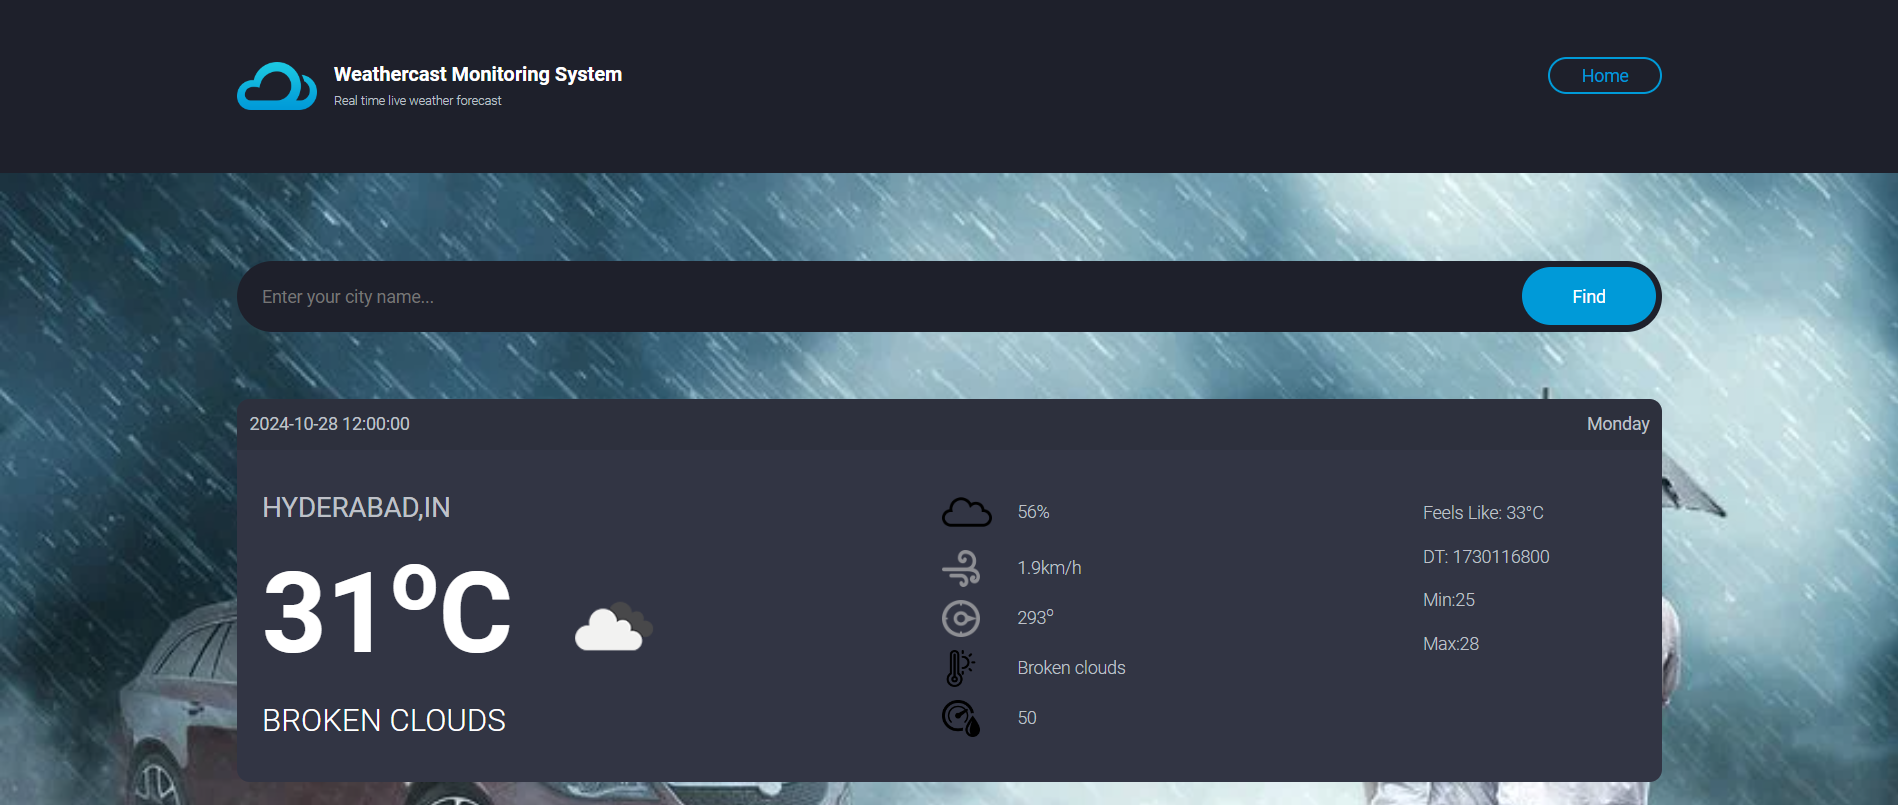 Weathercast Monitoring System
Real time live weather forecast
Home
Enter your city name...
Find
2024-10-28 12:00:00
Monday
HYDERABAD,IN
31ºC
BROKEN CLOUDS
56%
1.9km/h
293º
Broken clouds
50
Feels Like: 33°C
DT: 1730116800
Min:25
Max:28